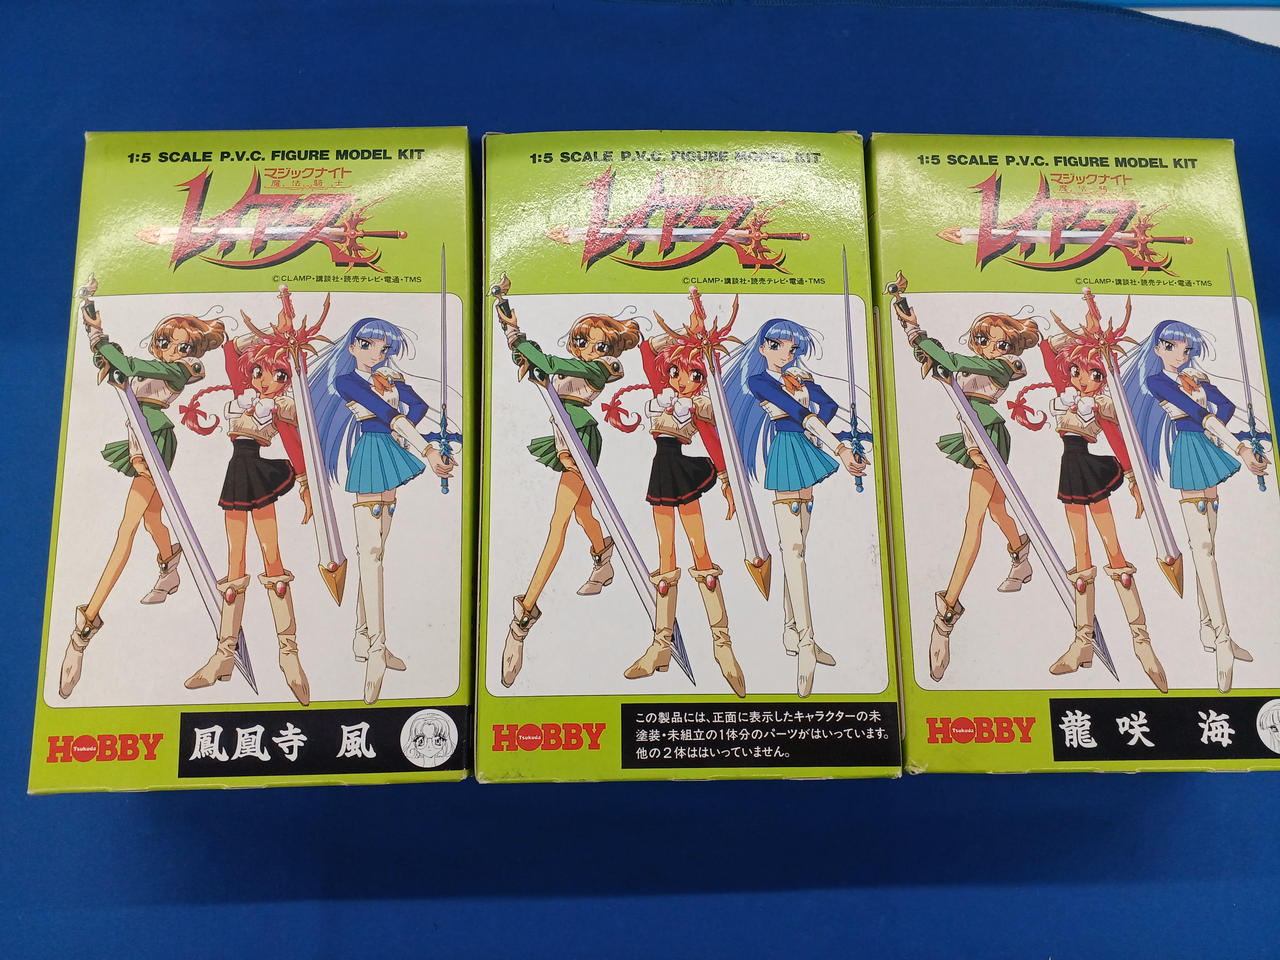 1:5 SCALE P.V.C. FIGURE MODEL KIT
マジックナイト
魔法騎士
レイアース
©CLAMP・講談社・読売テレビ・電通・TMS
HOBBY
Tsukuda
鳳凰寺 風
1:5 SCALE P.V.C. FIGURE MODEL KIT
レイアース
©CLAMP・講談社・読売テレビ・電通・TMS
HOBBY
Tsukuda
この製品には、正面に表示したキャラクターの未
塗装・未組立の1体分のパーツがはいっています。
他の2体ははいっていません。
1:5 SCALE P.V.C. FIGURE MODEL KIT
マジックナイト
魔法騎士
レイアース
©CLAMP・講談社・読売テレビ・電通・TMS
HOBBY
Tsukuda
龍咲 海